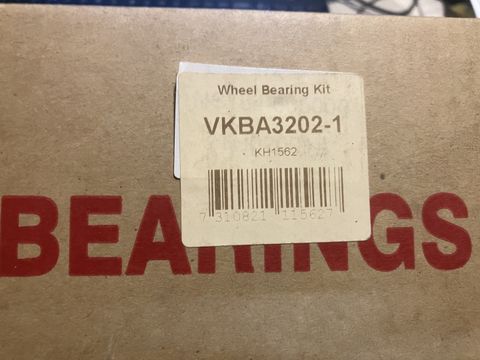 Wheel Bearing Kit
VKBA3202-1
KH1562
7 310821 115627
BEARINGS